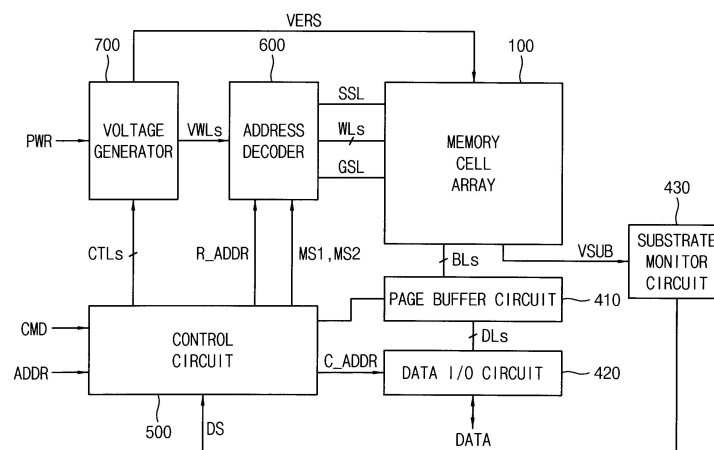 VERS
700
600
100
430
VOLTAGE
GENERATOR
ADDRESS
DECODER
MEMORY
CELL
ARRAY
SUBSTRATE
MONITOR
CIRCUIT
PWR
VWLs
SSL
WLs
GSL
VSUB
CTLs
R_ADDR
MS1,MS2
BLs
PAGE BUFFER CIRCUIT
410
CMD
ADDR
CONTROL
CIRCUIT
C_ADDR
DLs
DATA I/O CIRCUIT
420
500
DS
DATA